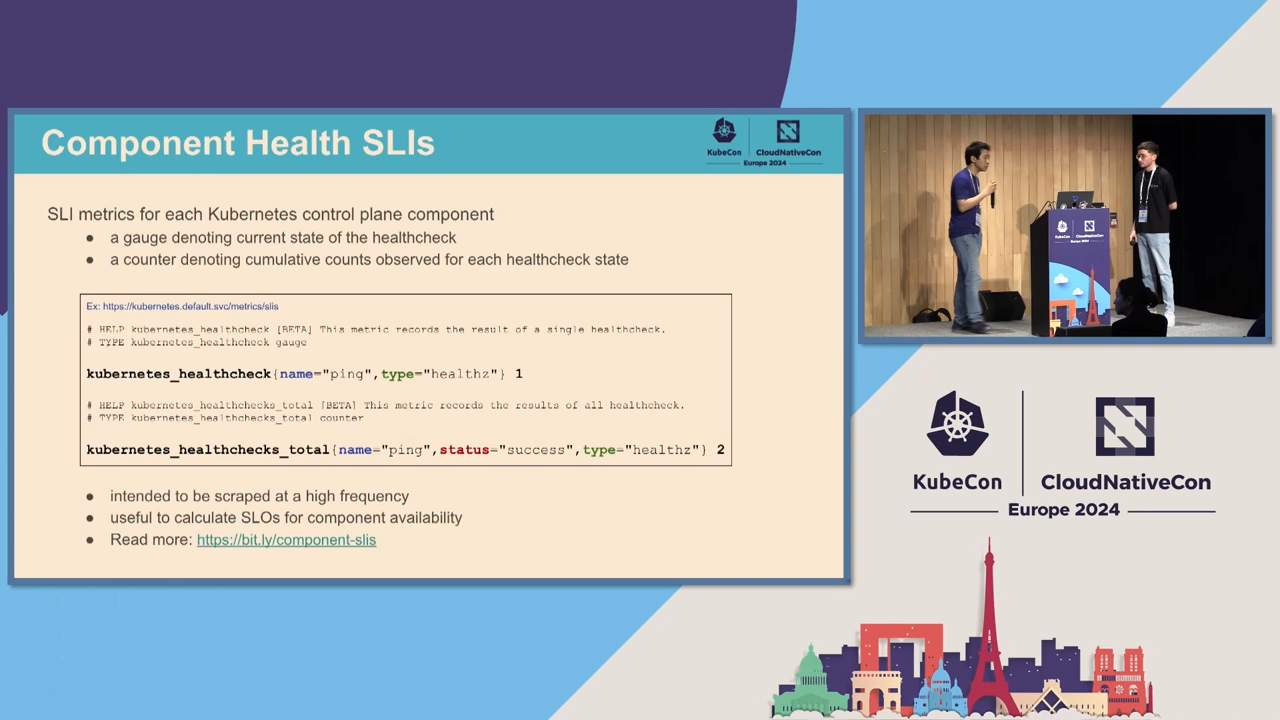 Component Health SLIs
KubeCon
CloudNativeCon
Europe 2024
SLI metrics for each Kubernetes control plane component
● a gauge denoting current state of the healthcheck
● a counter denoting cumulative counts observed for each healthcheck state
Ex: https://kubernetes.default.svc/metrics/slis
# HELP kubernetes_healthcheck [BETA] This metric records the result of a single healthcheck.
# TYPE kubernetes_healthcheck gauge
kubernetes_healthcheck{name="ping",type="healthz"} 1
# HELP kubernetes_healthchecks_total [BETA] This metric records the results of all healthcheck.
# TYPE kubernetes_healthchecks_total counter
kubernetes_healthchecks_total{name="ping",status="success",type="healthz"} 2
● intended to be scraped at a high frequency
● useful to calculate SLOs for component availability
● Read more: https://bit.ly/component-slis
KubeCon
CloudNativeCon
Europe 2024
KubeCon
CloudNativeCon
Europe 2024